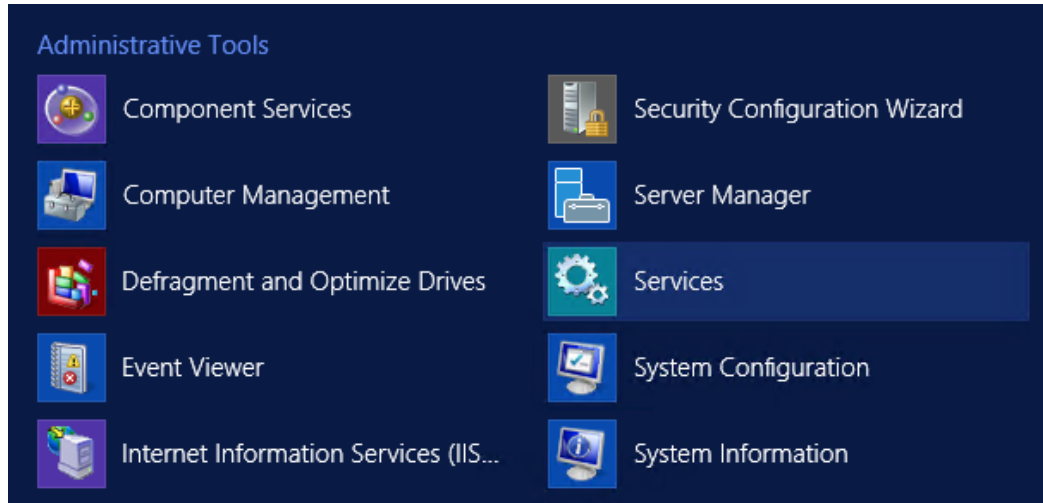 Administrative Tools
Component Services
Security Configuration Wizard
Computer Management
Server Manager
Defragment and Optimize Drives
Services
Event Viewer
System Configuration
Internet Information Services (IIS...
System Information